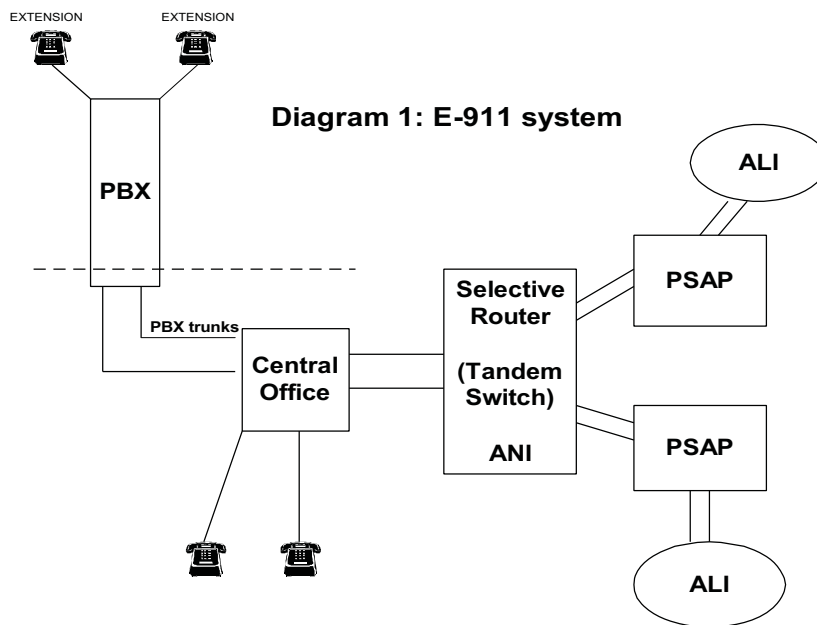 EXTENSION
EXTENSION
Diagram 1: E-911 system
PBX
ALI
PSAP
Selective
Router
(Tandem
Switch)
ANI
PBX trunks
Central
Office
PSAP
ALI